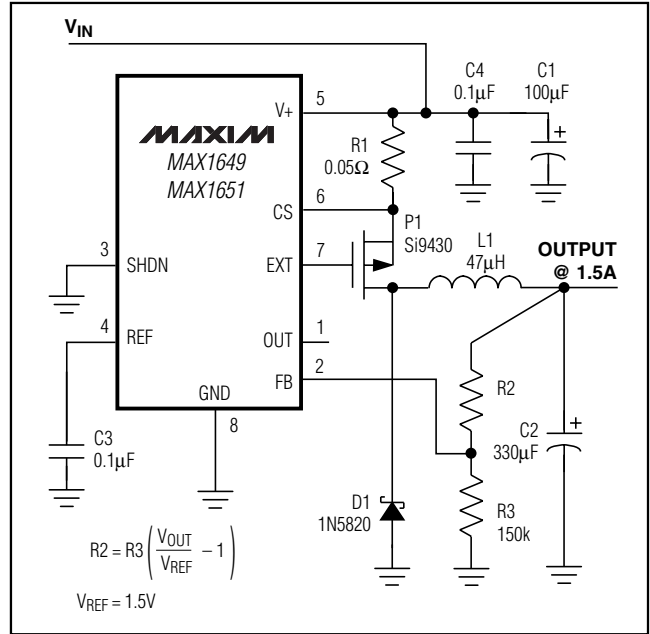 VIN
C4
0.1µF
C1
100µF
+
5
V+
MAXIM
MAX1649
MAX1651
R1
0.05Ω
6
CS
P1
Si9430
L1
47µH
OUTPUT
@ 1.5A
3
SHDN
7
EXT
4
REF
1
OUT
2
FB
R2
GND
8
C3
0.1µF
C2
330µF
+
D1
1N5820
R3
150k
R2 = R3 ( VOUT / VREF – 1 )
VREF = 1.5V